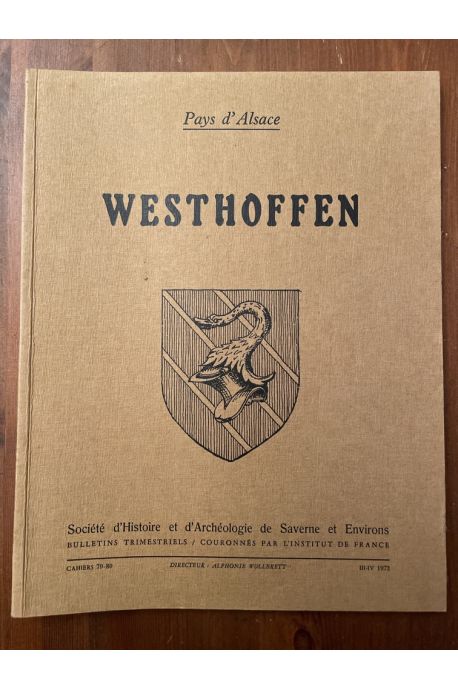 Pays d'Alsace
WESTHOFFEN
Société d'Histoire et d'Archéologie de Saverne et Environs
BULLETINS TRIMESTRIELS / COURONNÉS PAR L'INSTITUT DE FRANCE
CAHIERS 79-80 DIRECTEUR : ALPHONSE WOLLBRETT III-IV 1972